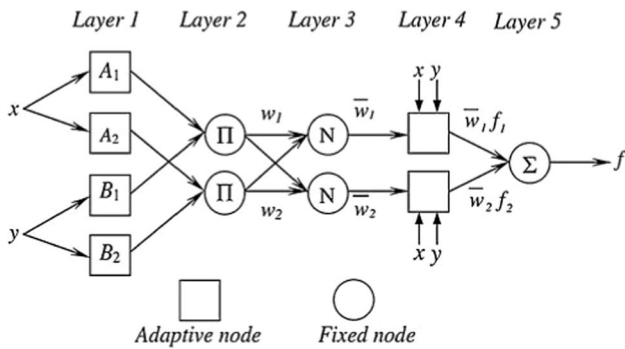 Layer 1 Layer 2 Layer 3 Layer 4 Layer 5
x y
A₁
x
w₁ w̅₁ w̅₁f₁
A₂ Π N
Σ f
B₁ Π N
w₂ w̅₂ w̅₂f₂
y
B₂
x y
Adaptive node Fixed node